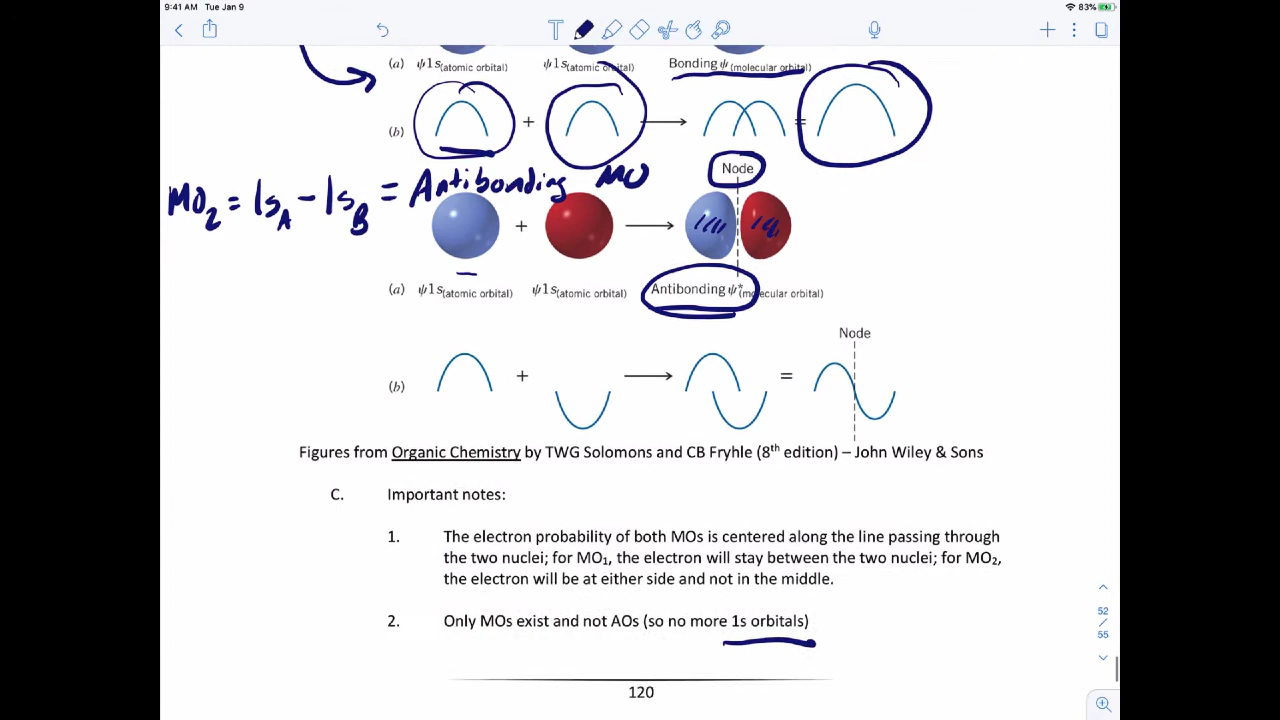 9:41 AM Tue Jan 9
83%
(a) ψ1s(atomic orbital) ψ1s(atomic orbital) Bonding ψ (molecular orbital)
(b) + → =
Node
MO2 = 1sA - 1sB = Antibonding MO
+ →
(a) ψ1s(atomic orbital) ψ1s(atomic orbital) Antibonding ψ*(molecular orbital)
Node
(b) + → =
Figures from Organic Chemistry by TWG Solomons and CB Fryhle (8th edition) – John Wiley & Sons
C. Important notes:
1. The electron probability of both MOs is centered along the line passing through
the two nuclei; for MO1, the electron will stay between the two nuclei; for MO2,
the electron will be at either side and not in the middle.
2. Only MOs exist and not AOs (so no more 1s orbitals)
52
/
55
120